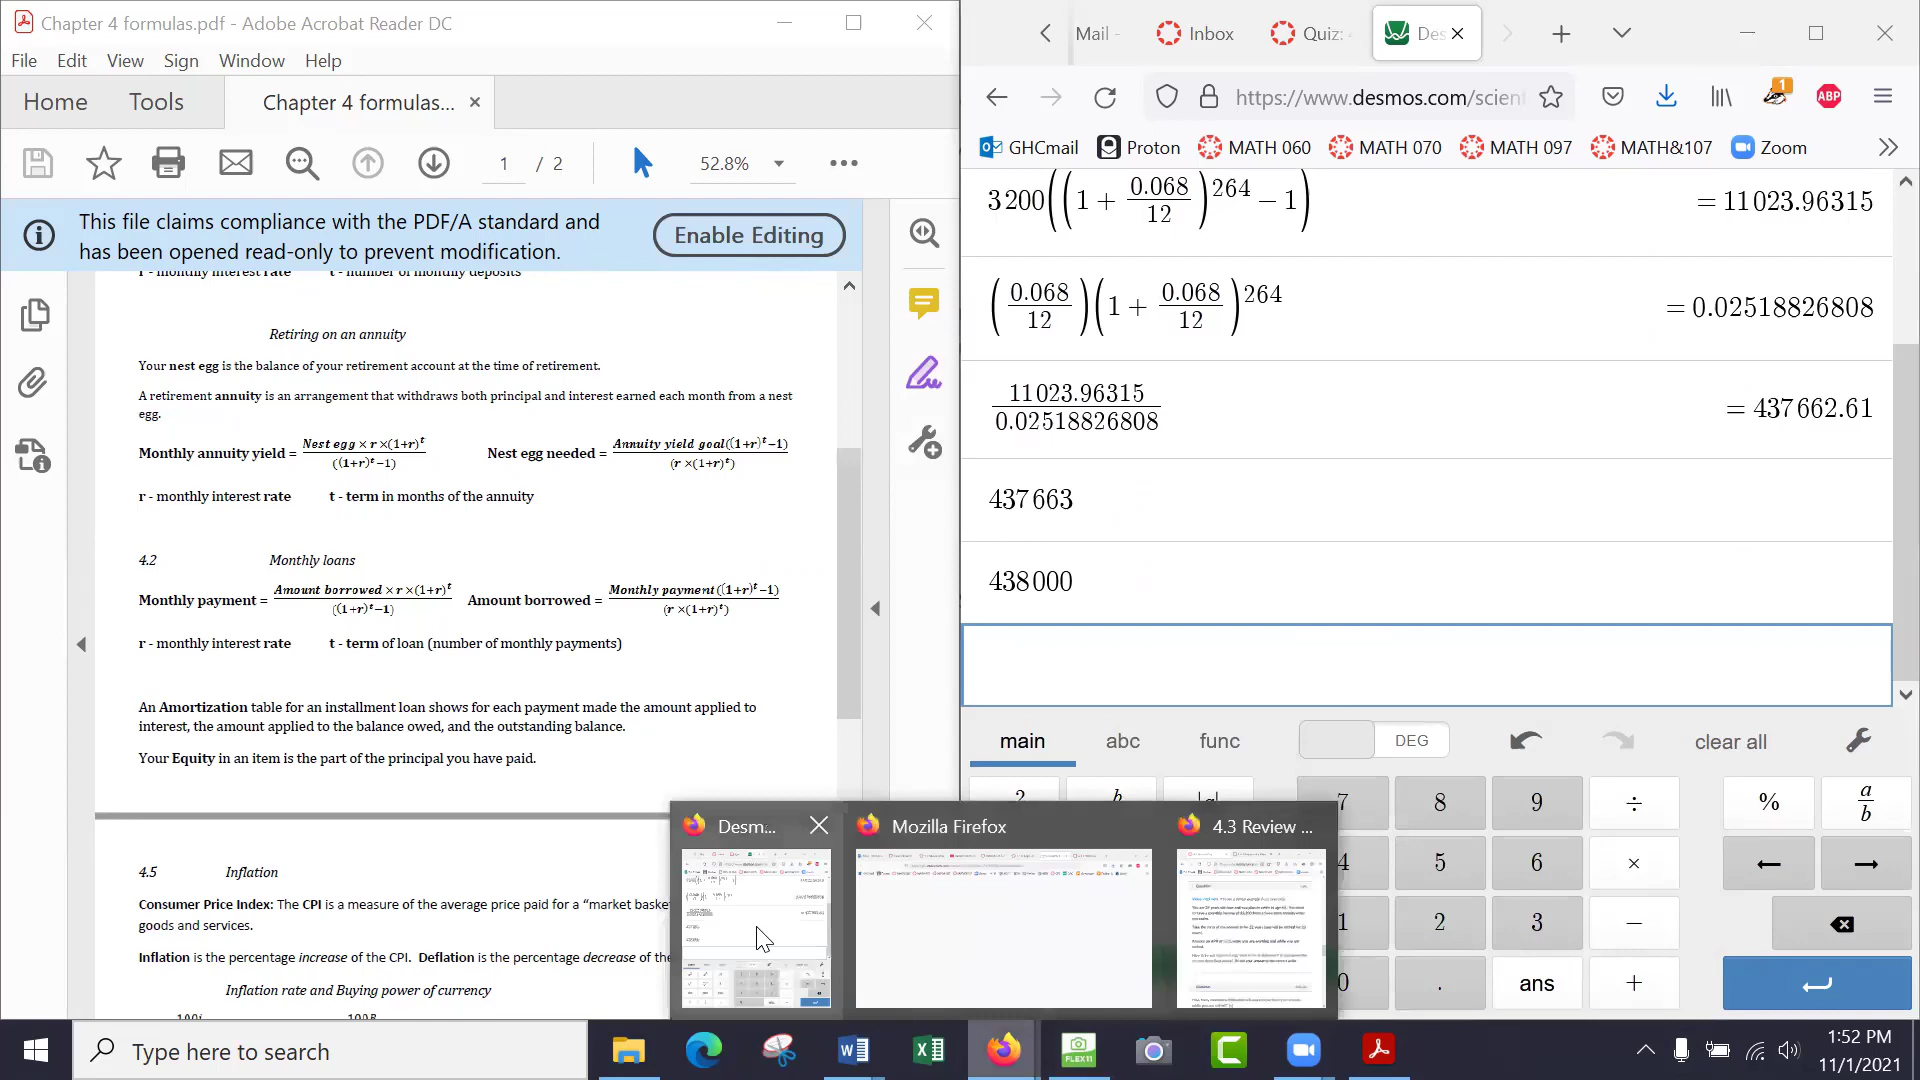 Chapter 4 formulas.pdf - Adobe Acrobat Reader DC
File Edit View Sign Window Help
Home Tools Chapter 4 formulas...
1 / 2 52.8%
This file claims compliance with the PDF/A standard and
has been opened read-only to prevent modification.
Enable Editing
r - monthly interest rate t - number of monthly deposits
Retiring on an annuity
Your nest egg is the balance of your retirement account at the time of retirement.
A retirement annuity is an arrangement that withdraws both principal and interest earned each month from a nest
egg.
Monthly annuity yield = Nest egg × r ×(1+r)^t / ((1+r)^t−1) Nest egg needed = Annuity yield goal((1+r)^t−1) / (r ×(1+r)^t)
r - monthly interest rate t - term in months of the annuity
4.2 Monthly loans
Monthly payment = Amount borrowed × r ×(1+r)^t / ((1+r)^t−1) Amount borrowed = Monthly payment((1+r)^t−1) / (r ×(1+r)^t)
r - monthly interest rate t - term of loan (number of monthly payments)
An Amortization table for an installment loan shows for each payment made the amount applied to
interest, the amount applied to the balance owed, and the outstanding balance.
Your Equity in an item is the part of the principal you have paid.
4.5 Inflation
Consumer Price Index: The CPI is a measure of the average price paid for a "market baske
goods and services.
Inflation is the percentage increase of the CPI. Deflation is the percentage decrease of the
Inflation rate and Buying power of currency
Mail - Inbox Quiz: Des
https://www.desmos.com/scien
1 ABP
GHCmail Proton MATH 060 MATH 070 MATH 097 MATH&107 Zoom
3200((1 + 0.068/12)^264 − 1) = 11023.96315
(0.068/12)(1 + 0.068/12)^264 = 0.02518826808
11023.96315/0.02518826808 = 437662.61
437663
438000
main abc func DEG clear all
7 8 9 ÷ % a/b
4 5 6 × ← →
1 2 3 −
0 . ans +
Desm... Mozilla Firefox 4.3 Review ...
Type here to search
FLEX11
1:52 PM
11/1/2021